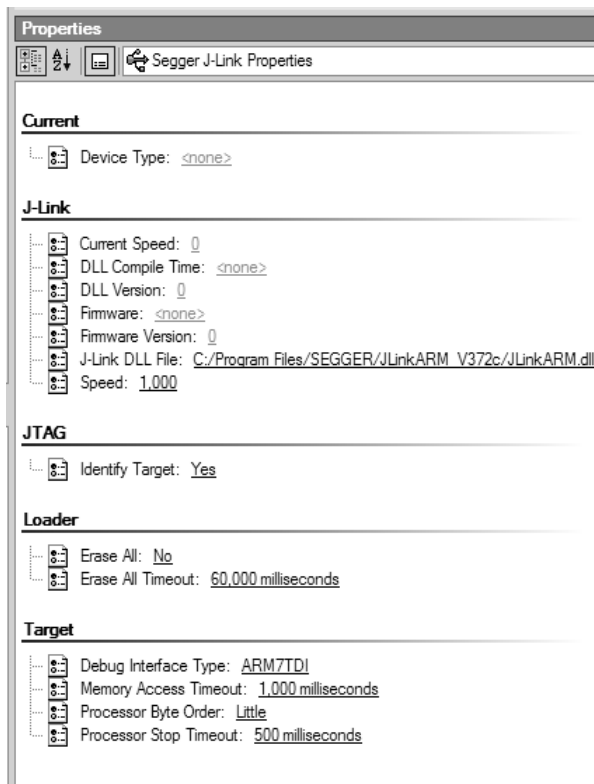 Properties
Segger J-Link Properties
Current
Device Type: <none>
J-Link
Current Speed: 0
DLL Compile Time: <none>
DLL Version: 0
Firmware: <none>
Firmware Version: 0
J-Link DLL File: C:/Program Files/SEGGER/JLinkARM_V372c/JLinkARM.dll
Speed: 1,000
JTAG
Identify Target: Yes
Loader
Erase All: No
Erase All Timeout: 60,000 milliseconds
Target
Debug Interface Type: ARM7TDI
Memory Access Timeout: 1,000 milliseconds
Processor Byte Order: Little
Processor Stop Timeout: 500 milliseconds